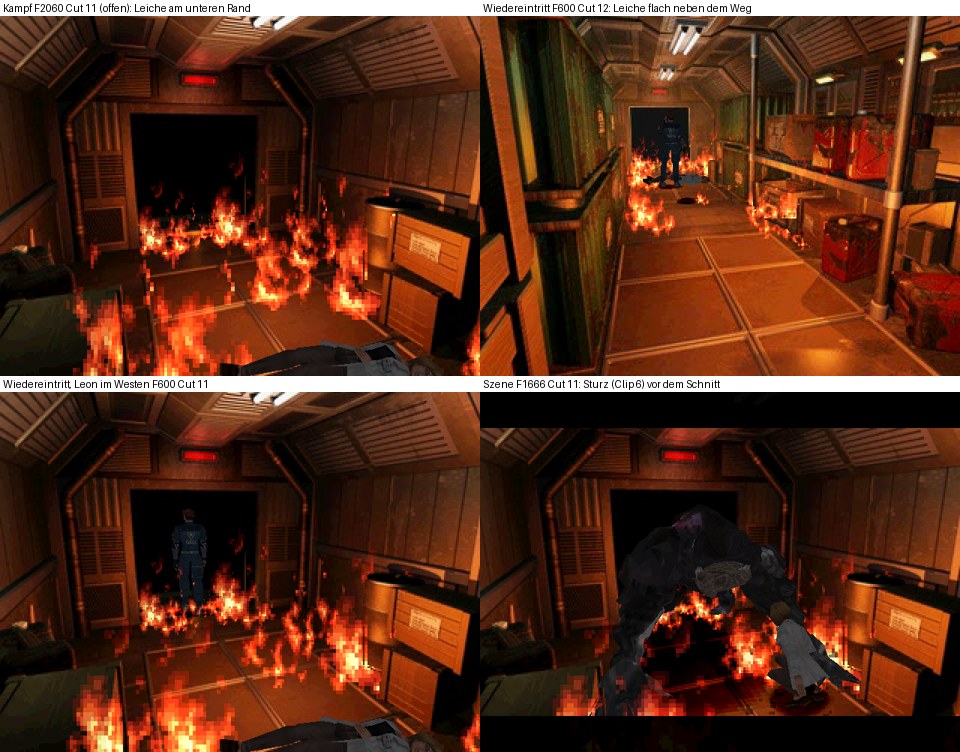 Kampf F2060 Cut 11 (offen): Leiche am unteren Rand
Wiedereintritt F600 Cut 12: Leiche flach neben dem Weg
Wiedereintritt, Leon im Westen F600 Cut 11
Szene F1666 Cut 11: Sturz (Clip6) vor dem Schnitt